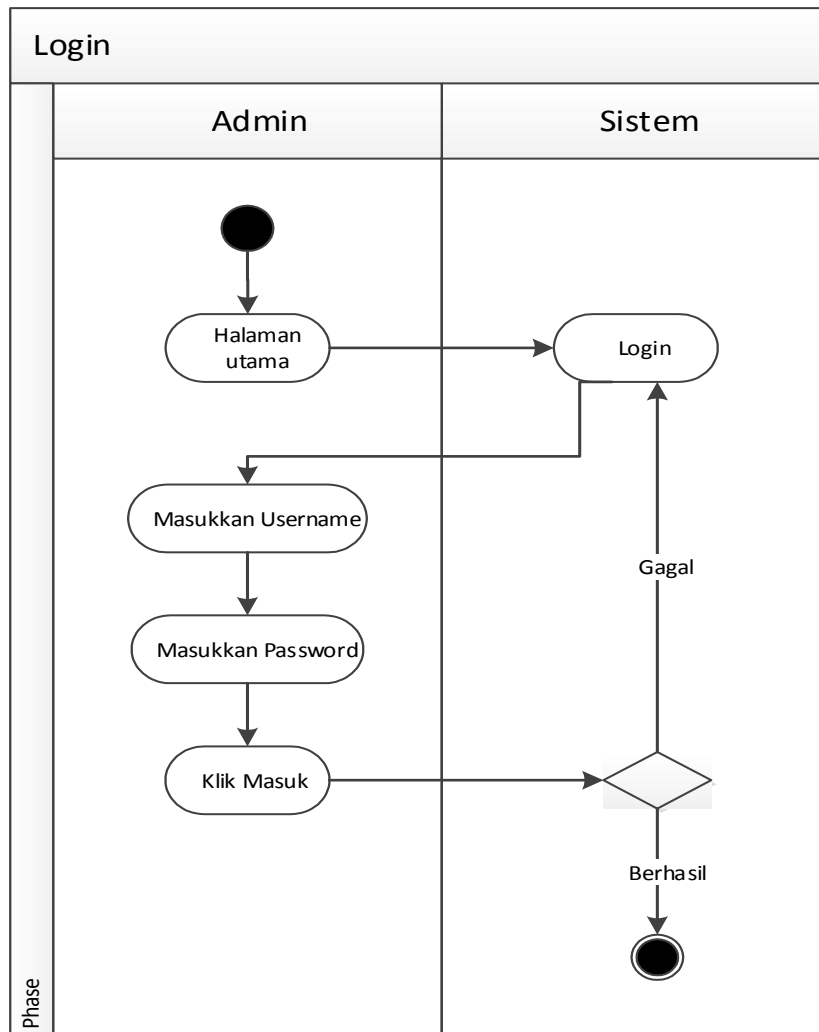 Login
Admin
Sistem
Halaman
utama
Login
Masukkan Username
Masukkan Password
Klik Masuk
Gagal
Berhasil
Phase